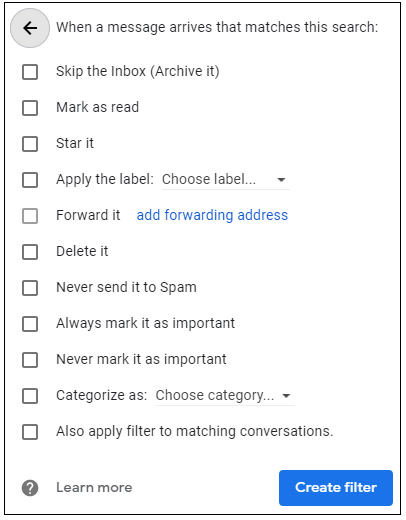 When a message arrives that matches this search:
Skip the Inbox (Archive it)
Mark as read
Star it
Apply the label: Choose label...
Forward it add forwarding address
Delete it
Never send it to Spam
Always mark it as important
Never mark it as important
Categorize as: Choose category...
Also apply filter to matching conversations.
? Learn more Create filter